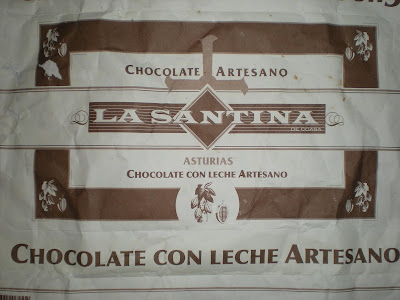 CHOCOLATE ARTESANO
LA SANTINA
ASTURIAS
CHOCOLATE CON LECHE ARTESANO
CHOCOLATE CON LECHE ARTESANO